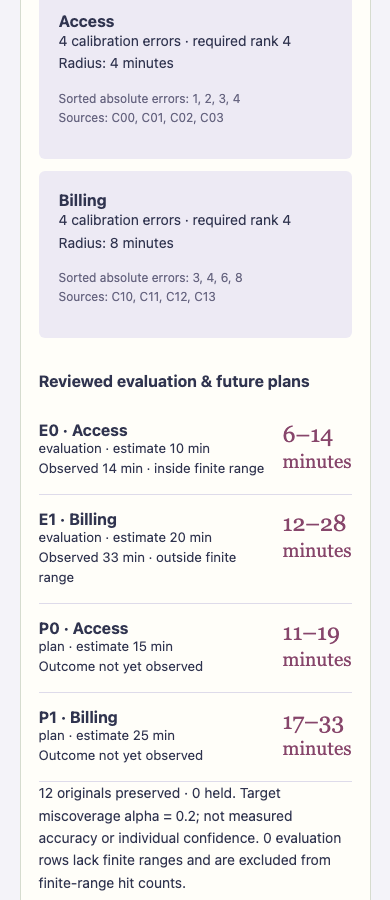 Access
4 calibration errors · required rank 4
Radius: 4 minutes
Sorted absolute errors: 1, 2, 3, 4
Sources: C00, C01, C02, C03
Billing
4 calibration errors · required rank 4
Radius: 8 minutes
Sorted absolute errors: 3, 4, 6, 8
Sources: C10, C11, C12, C13
Reviewed evaluation & future plans
E0 · Access
evaluation · estimate 10 min
Observed 14 min · inside finite range
6–14
minutes
E1 · Billing
evaluation · estimate 20 min
Observed 33 min · outside finite
range
12–28
minutes
P0 · Access
plan · estimate 15 min
Outcome not yet observed
11–19
minutes
P1 · Billing
plan · estimate 25 min
Outcome not yet observed
17–33
minutes
12 originals preserved · 0 held. Target
miscoverage alpha = 0.2; not measured
accuracy or individual confidence. 0 evaluation
rows lack finite ranges and are excluded from
finite-range hit counts.